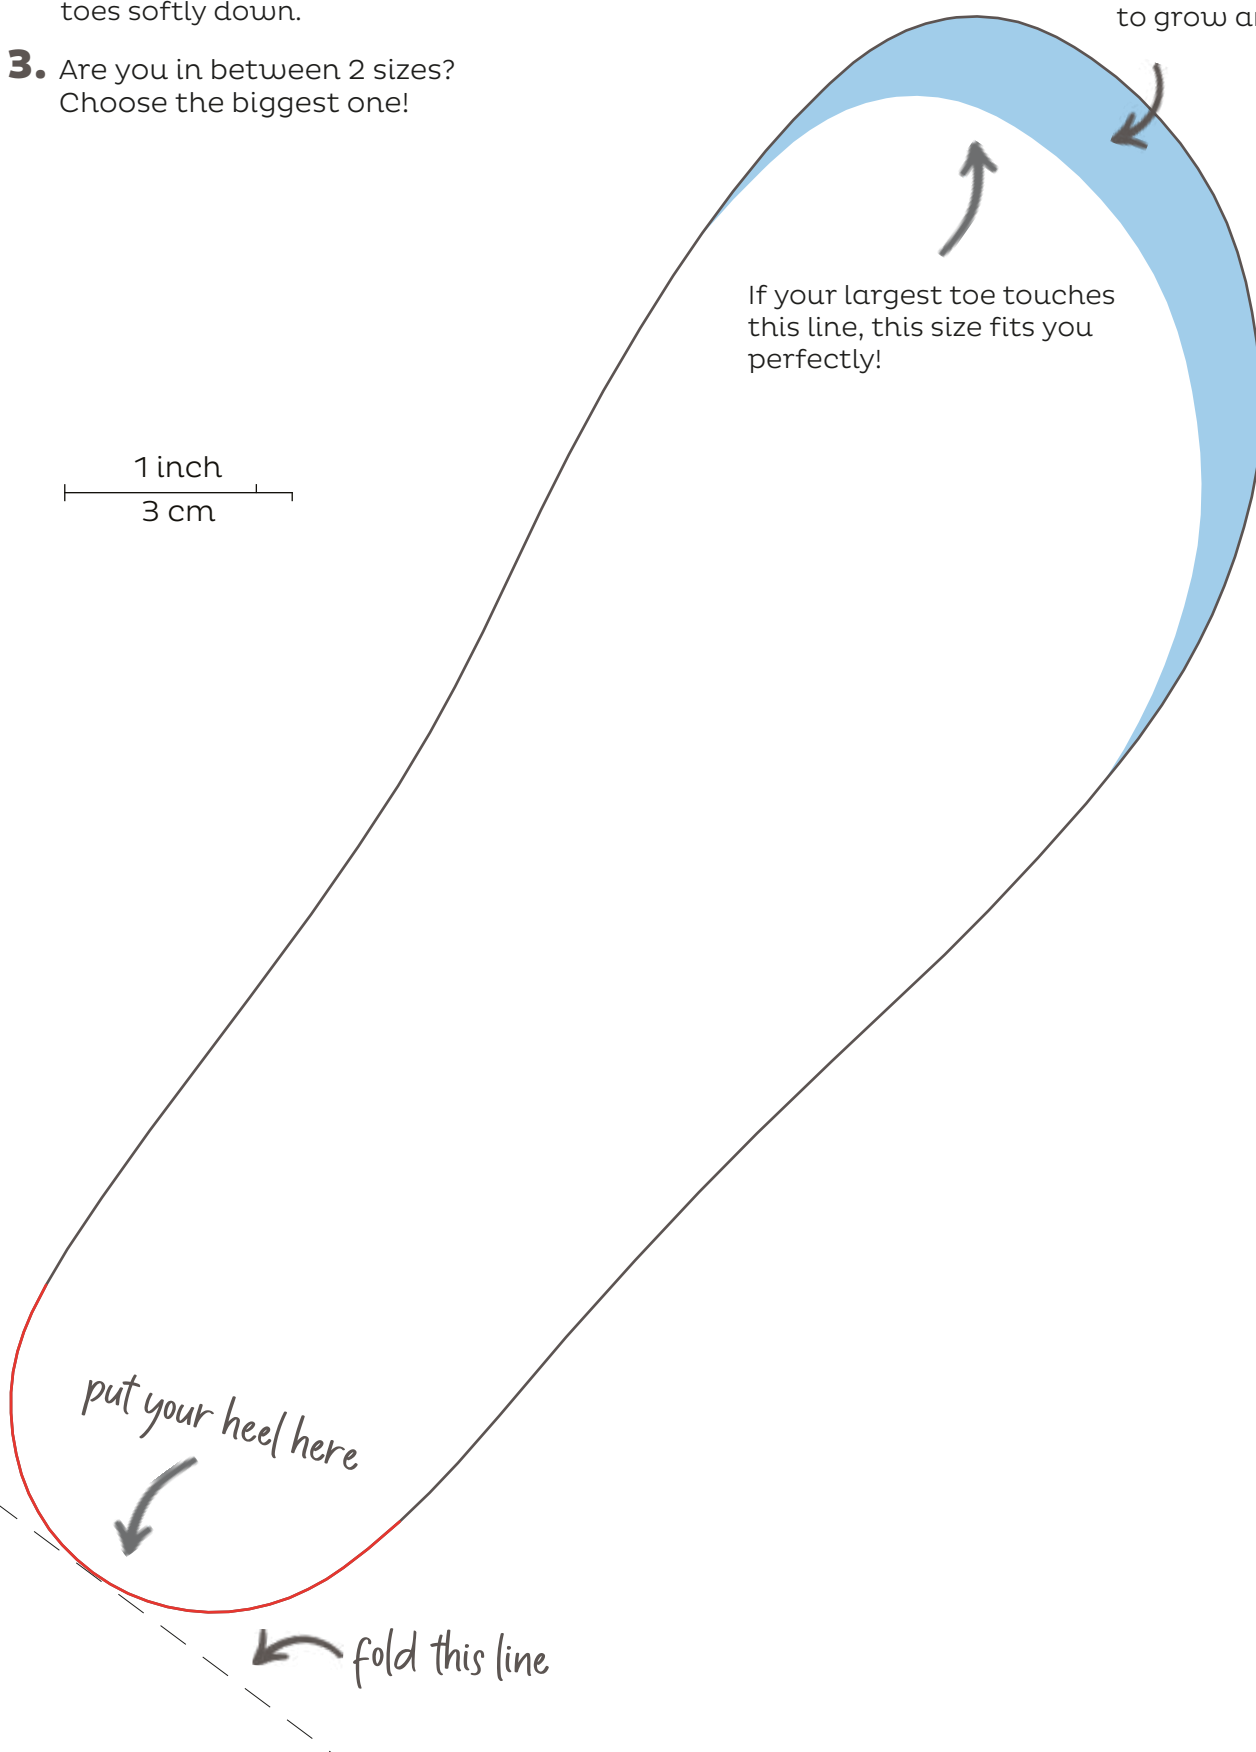 toes softly down.
to grow
3. Are you in between 2 sizes?
Choose the biggest one!
If your largest toe touches
this line, this size fits you
perfectly!
1 inch
3 cm
put your heel here
fold this line